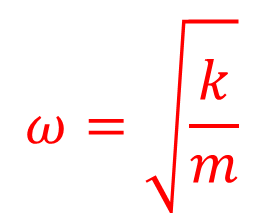 ω = √(k/m)